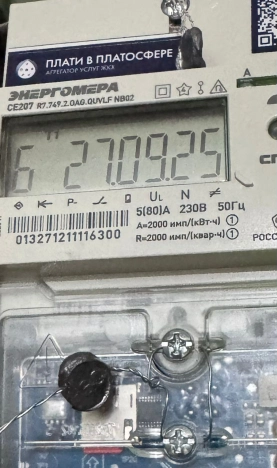 ПЛАТИ В ПЛАТОСФЕРЕ
АГРЕГАТОР УСЛУГ ЖКХ
ЭНЕРГОМЕРА
CE207 R7.749.2.OAG.QUVLF NB02
A
6 27.09.25
P- UL N ≠
013271211116300
5(80)А 230В 50Гц
A=2000 имп/(кВт·ч) ①
R=2000 имп/(квар·ч) ①
РОСС